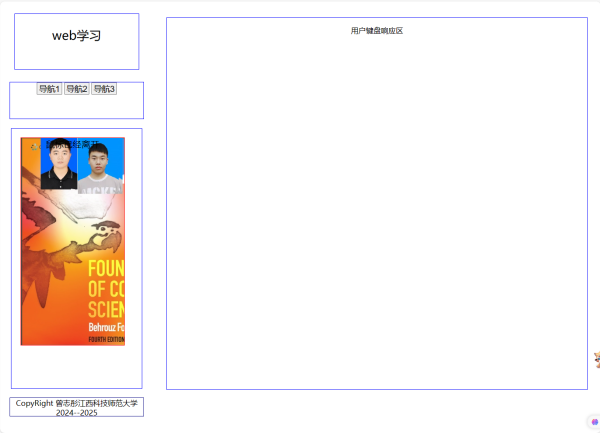 web学习
用户键盘响应区
导航1 导航2 导航3
FOUN
OF CO
SCIEN
Behrouz Fo
FOURTH EDITION
CopyRight 曾志彤江西科技师范大学
2024--2025